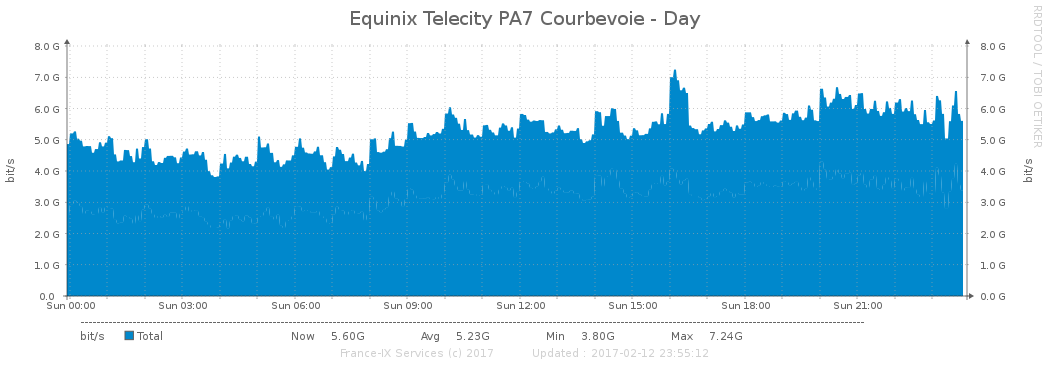 Equinix Telecity PA7 Courbevoie - Day
RRDTOOL / TOBI OETIKER
bit/s
bit/s
8.0 G 8.0 G
7.0 G 7.0 G
6.0 G 6.0 G
5.0 G 5.0 G
4.0 G 4.0 G
3.0 G 3.0 G
2.0 G 2.0 G
1.0 G 1.0 G
0.0 0.0 G
Sun 00:00 Sun 03:00 Sun 06:00 Sun 09:00 Sun 12:00 Sun 15:00 Sun 18:00 Sun 21:00
bit/s Total Now 5.60G Avg 5.23G Min 3.80G Max 7.24G
France-IX Services (c) 2017 Updated : 2017-02-12 23:55:12